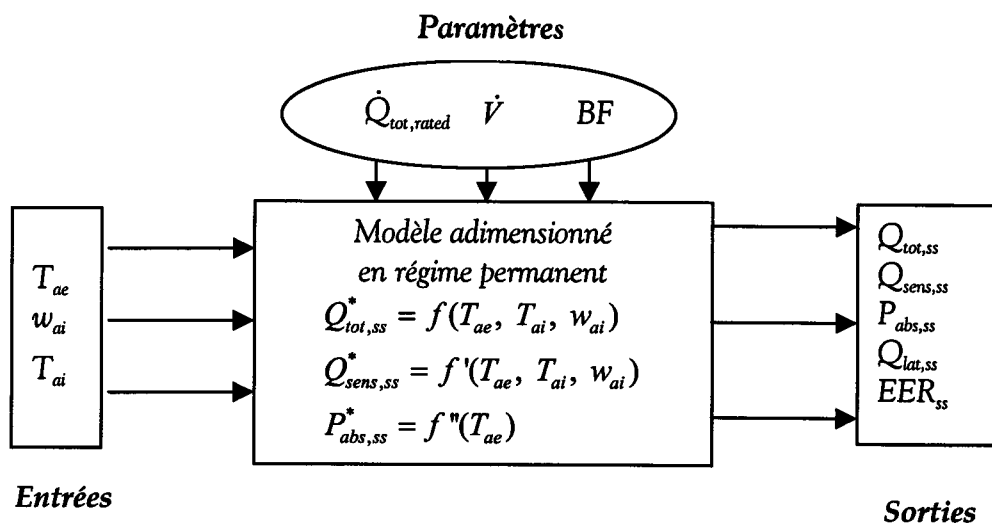 Paramètres
Q̇tot,rated V̇ BF
Modèle adimensionné
en régime permanent
Q*tot,ss = f(Tae, Tai, wai)
Q*sens,ss = f'(Tae, Tai, wai)
P*abs,ss = f"(Tae)
Tae
wai
Tai
Entrées
Qtot,ss
Qsens,ss
Pabs,ss
Qlat,ss
EERss
Sorties